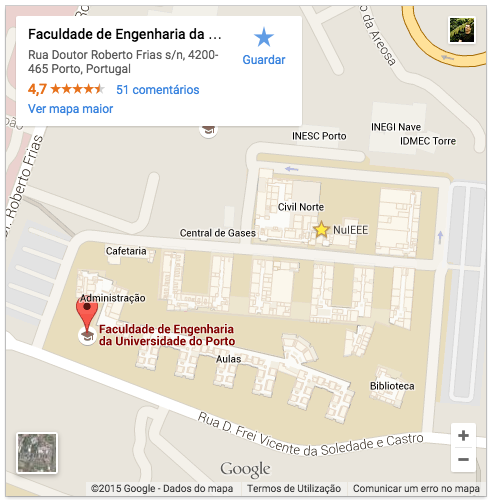 Faculdade de Engenharia da ...
Rua Doutor Roberto Frias s/n, 4200-
465 Porto, Portugal
4,7
51 comentários
Ver mapa maior
Guardar
da Areosa
INESC Porto
INEGI Nave
IDMEC Torre
Roberto Frias
Civil Norte
NuIEEE
Central de Gases
Cafetaria
Administração
Faculdade de Engenharia
da Universidade do Porto
Aulas
Biblioteca
Rua D. Frei Vicente da Soledade e Castro
+
−
Google
©2015 Google - Dados do mapa
Termos de Utilização
Comunicar um erro no mapa